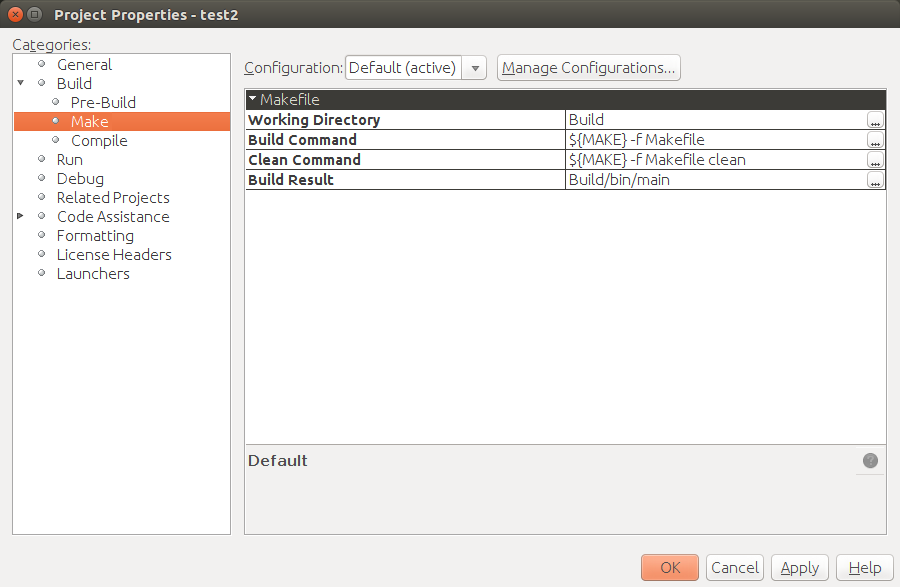 Project Properties - test2
Categories:
General
Build
Pre-Build
Make
Compile
Run
Debug
Related Projects
Code Assistance
Formatting
License Headers
Launchers
Configuration: Default (active) Manage Configurations...
Makefile
Working Directory Build ...
Build Command ${MAKE} -f Makefile ...
Clean Command ${MAKE} -f Makefile clean ...
Build Result Build/bin/main ...
Default ?
OK Cancel Apply Help